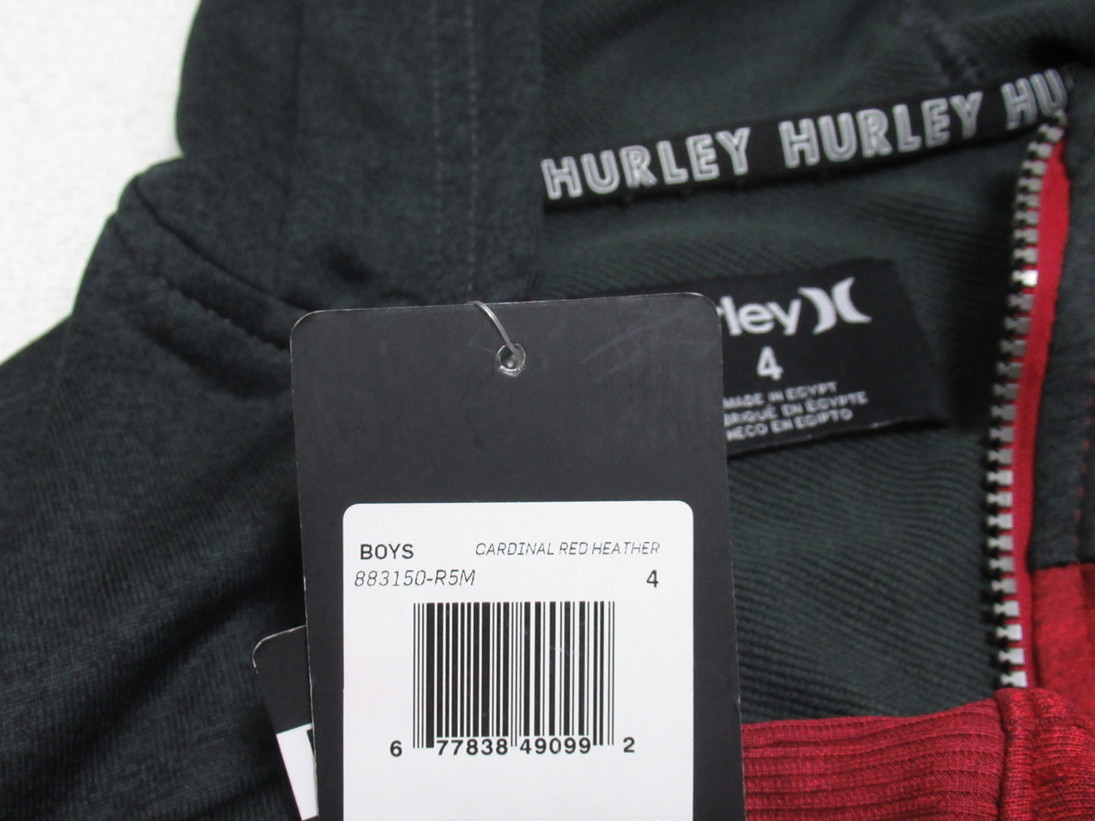 HURLEY HURLEY HU
ley
4
MADE IN EGYPT
BRIQUÉ EN ÉGYPTE
HECO EN EGIPTO
BOYS CARDINAL RED HEATHER
883150-R5M 4
6 77838 49099 2